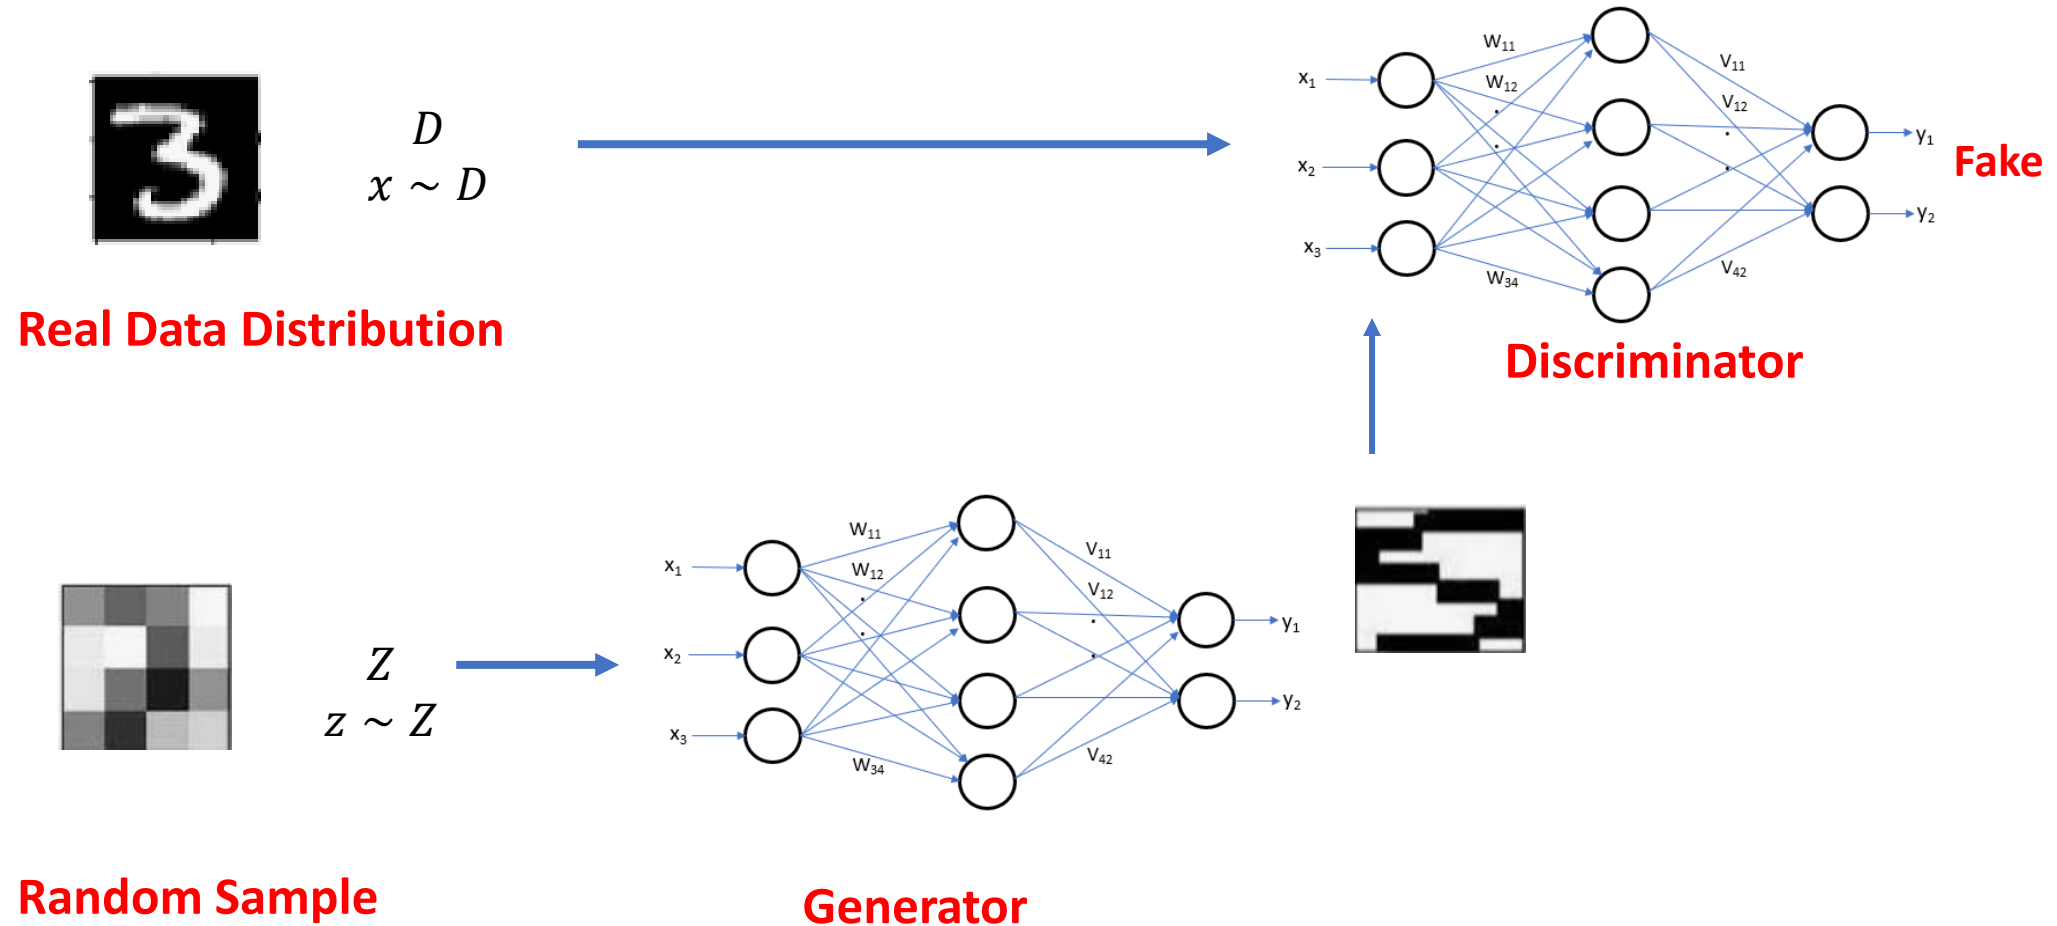 D
x ~ D
Real Data Distribution
x1
x2
x3
W11
W12
W34
V11
V12
V42
y1
y2
Fake
Discriminator
Z
z ~ Z
Random Sample
x1
x2
x3
W11
W12
W34
V11
V12
V42
y1
y2
Generator